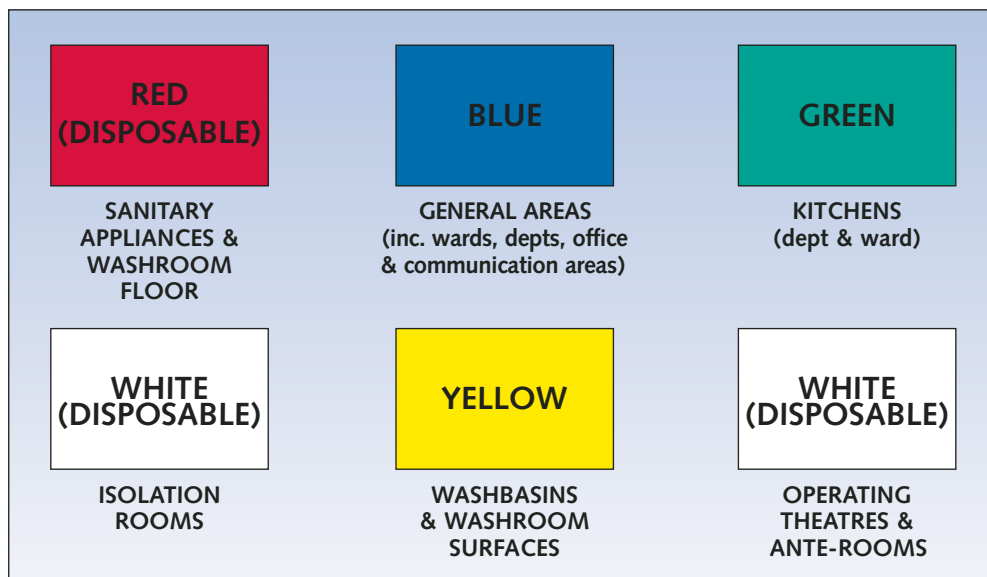 RED
(DISPOSABLE)
SANITARY
APPLIANCES &
WASHROOM
FLOOR
BLUE
GENERAL AREAS
(inc. wards, depts, office
& communication areas)
GREEN
KITCHENS
(dept & ward)
WHITE
(DISPOSABLE)
ISOLATION
ROOMS
YELLOW
WASHBASINS
& WASHROOM
SURFACES
WHITE
(DISPOSABLE)
OPERATING
THEATRES &
ANTE-ROOMS